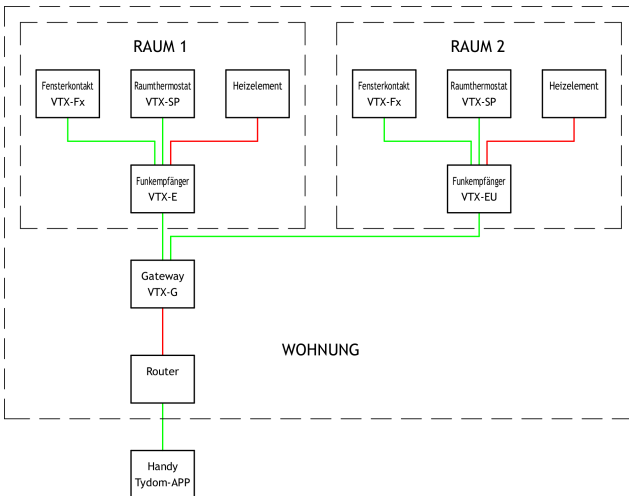 RAUM 1
RAUM 2
Fensterkontakt
VTX-Fx
Raumthermostat
VTX-SP
Heizelement
Fensterkontakt
VTX-Fx
Raumthermostat
VTX-SP
Heizelement
Funkempfänger
VTX-E
Funkempfänger
VTX-EU
Gateway
VTX-G
WOHNUNG
Router
Handy
Tydom-APP